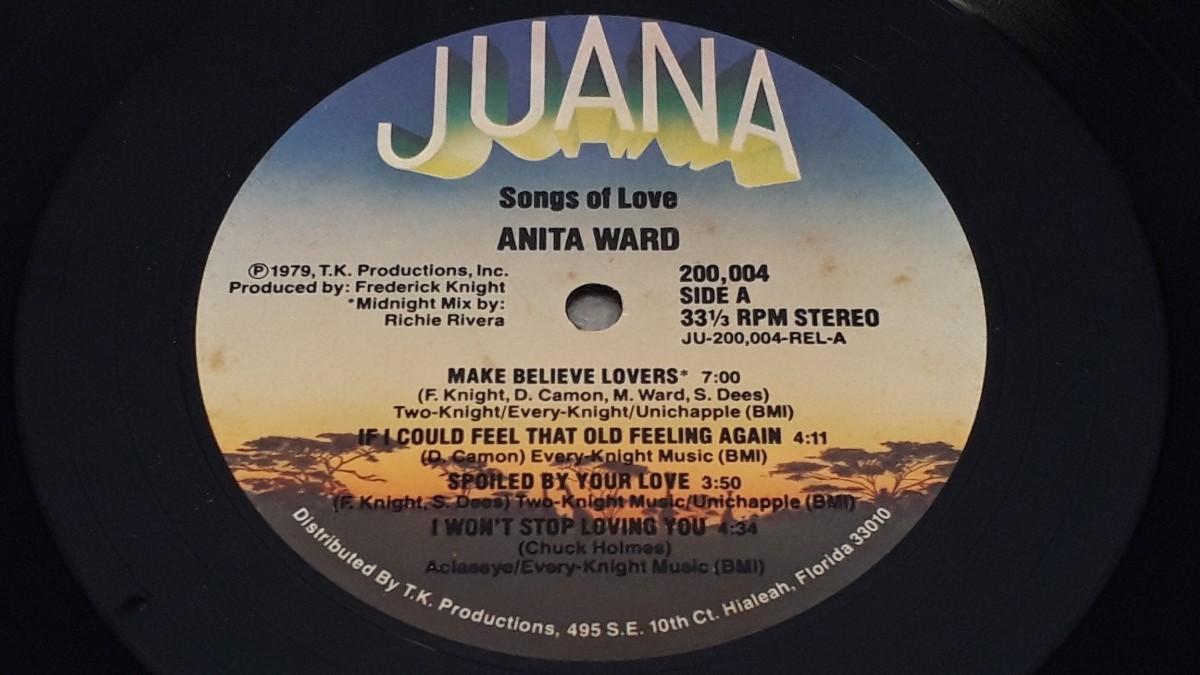 JUANA
Songs of Love
ANITA WARD
℗1979, T.K. Productions, Inc.
Produced by: Frederick Knight
*Midnight Mix by:
Richie Rivera
200,004
SIDE A
33⅓ RPM STEREO
JU-200,004-REL-A
MAKE BELIEVE LOVERS* 7:00
(F. Knight, D. Camon, M. Ward, S. Dees)
Two-Knight/Every-Knight/Unichapple (BMI)
IF I COULD FEEL THAT OLD FEELING AGAIN 4:11
(D. Camon) Every-Knight Music (BMI)
SPOILED BY YOUR LOVE 3:50
(F. Knight, S. Dees) Two-Knight Music/Unichapple (BMI)
I WON'T STOP LOVING YOU 4:34
(Chuck Holmes)
Aclaseye/Every-Knight Music (BMI)
Distributed By T.K. Productions, 495 S.E. 10th Ct. Hialeah, Florida 33010